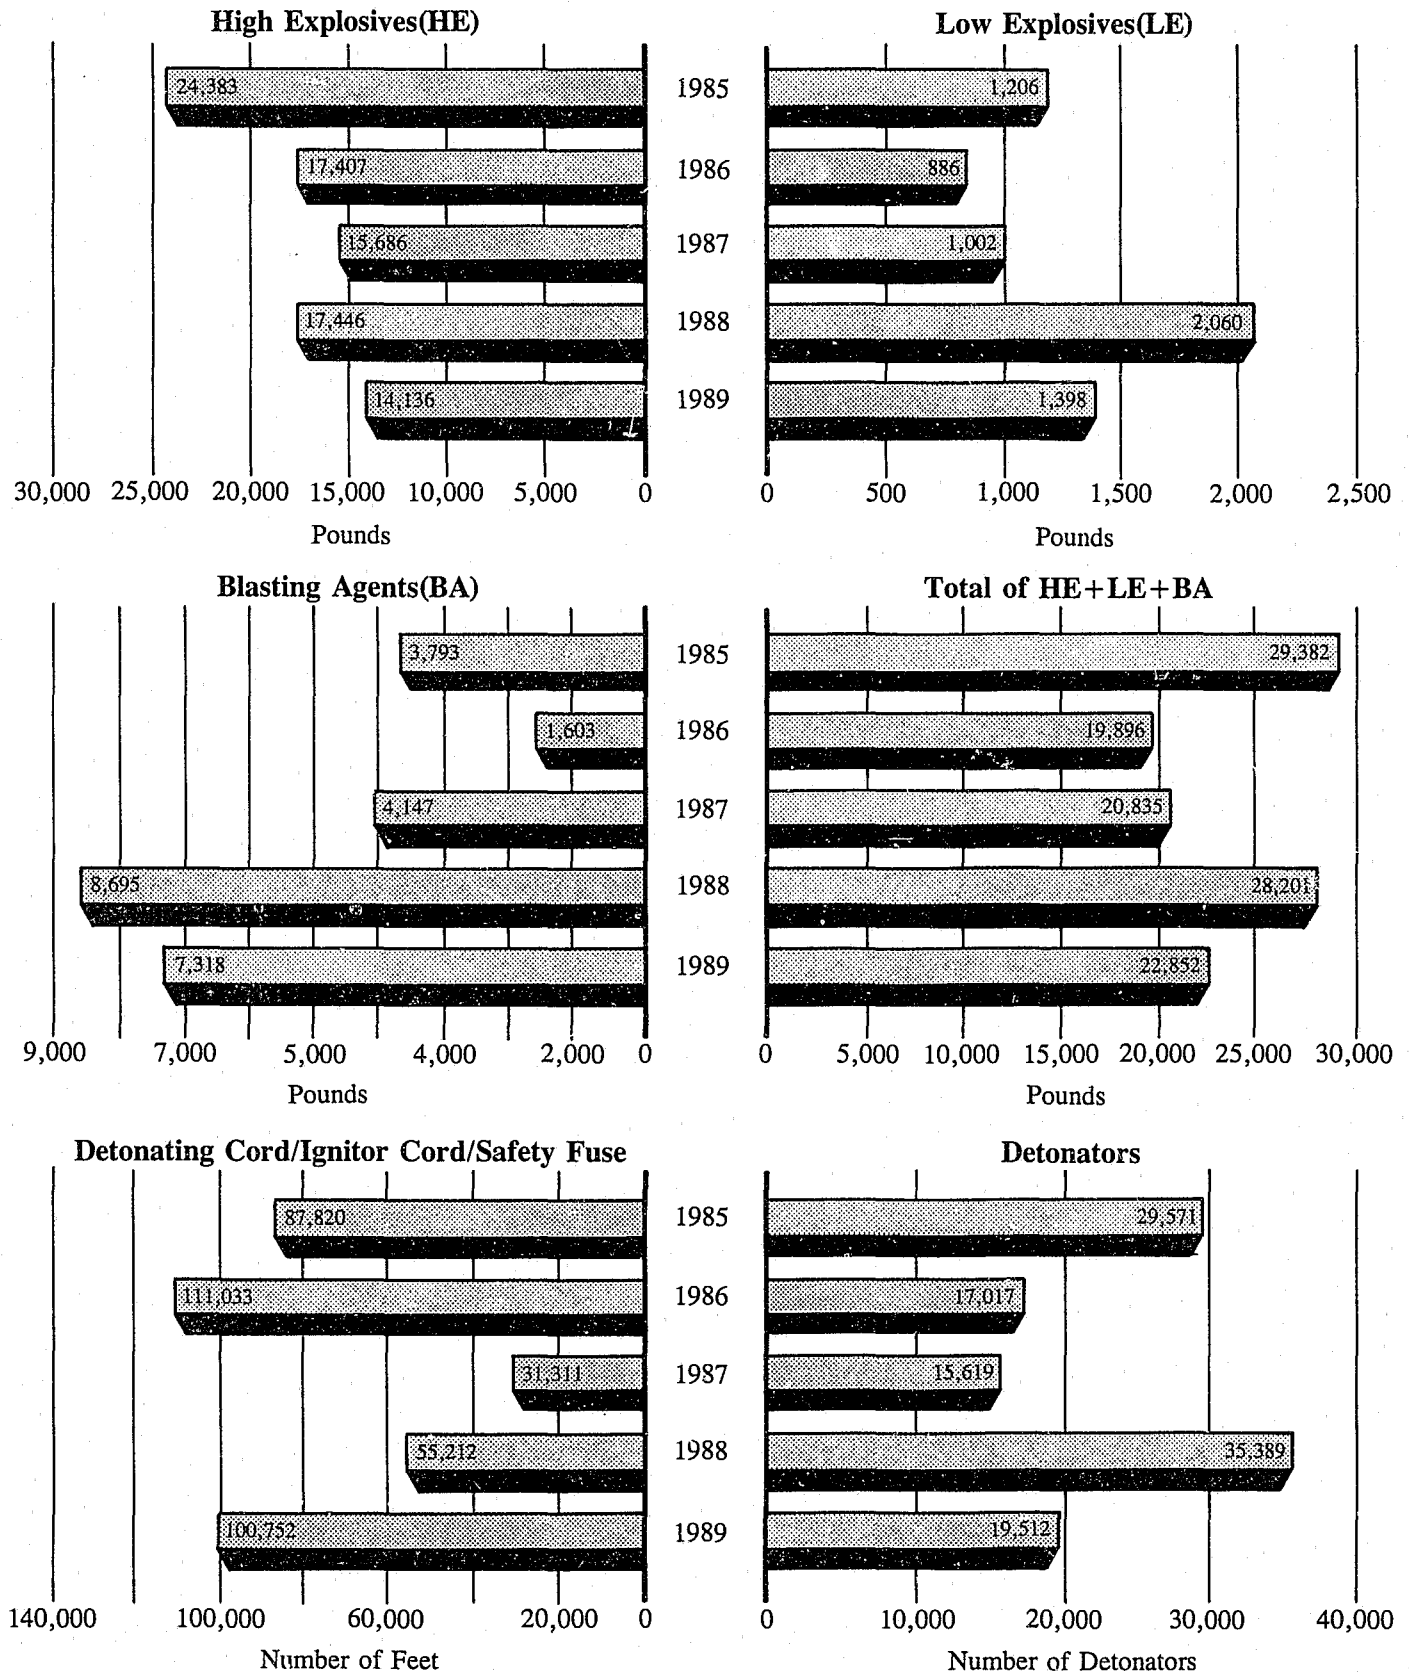 High Explosives(HE) Low Explosives(LE)
24,383 1985 1,206
17,407 1986 886
15,686 1987 1,002
17,446 1988 2,060
14,136 1989 1,398
30,000 25,000 20,000 15,000 10,000 5,000 0 0 500 1,000 1,500 2,000 2,500
Pounds Pounds
Blasting Agents(BA) Total of HE+LE+BA
3,793 1985 29,382
1,603 1986 19,896
4,147 1987 20,835
8,695 1988 28,201
7,318 1989 22,852
9,000 7,000 5,000 4,000 2,000 0 0 5,000 10,000 15,000 20,000 25,000 30,000
Pounds Pounds
Detonating Cord/Ignitor Cord/Safety Fuse Detonators
87,820 1985 29,571
111,033 1986 17,017
31,311 1987 15,619
55,212 1988 35,389
100,752 1989 19,512
140,000 100,000 60,000 20,000 0 0 10,000 20,000 30,000 40,000
Number of Feet Number of Detonators